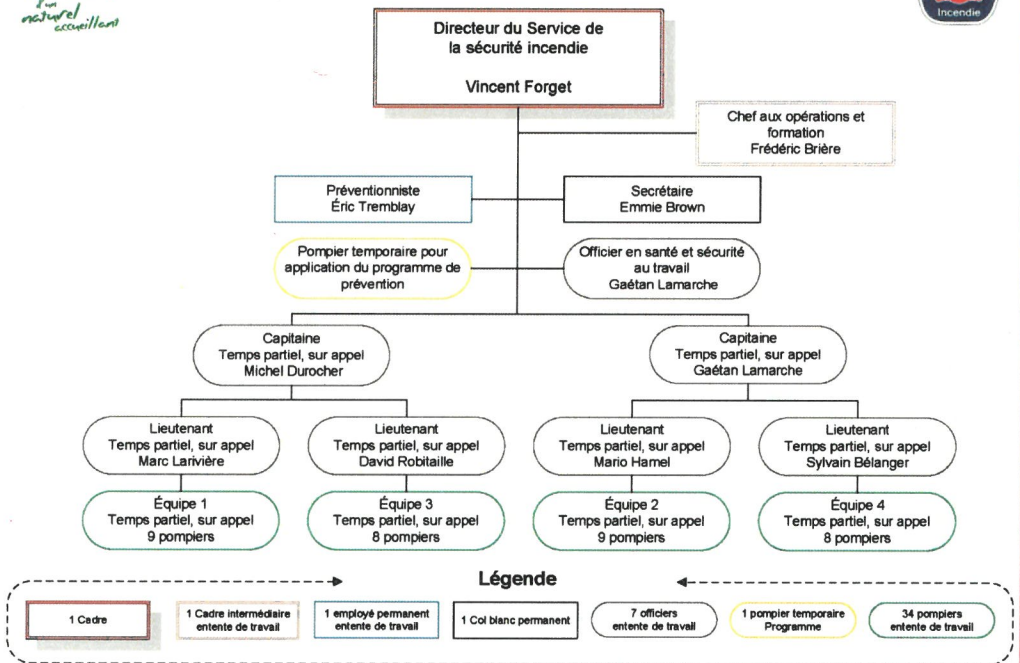 d'un
naturel
accueillant
Incendie
Directeur du Service de
la sécurité incendie
Vincent Forget
Chef aux opérations et
formation
Frédéric Brière
Préventionniste
Éric Tremblay
Secrétaire
Emmie Brown
Pompier temporaire pour
application du programme de
prévention
Officier en santé et sécurité
au travail
Gaétan Lamarche
Capitaine
Temps partiel, sur appel
Michel Durocher
Capitaine
Temps partiel, sur appel
Gaétan Lamarche
Lieutenant
Temps partiel, sur appel
Marc Larivière
Lieutenant
Temps partiel, sur appel
David Robitaille
Lieutenant
Temps partiel, sur appel
Mario Hamel
Lieutenant
Temps partiel, sur appel
Sylvain Bélanger
Équipe 1
Temps partiel, sur appel
9 pompiers
Équipe 3
Temps partiel, sur appel
8 pompiers
Équipe 2
Temps partiel, sur appel
9 pompiers
Équipe 4
Temps partiel, sur appel
8 pompiers
Légende
1 Cadre
1 Cadre intermédiaire
entente de travail
1 employé permanent
entente de travail
1 Col blanc permanent
7 officiers
entente de travail
1 pompier temporaire
Programme
34 pompiers
entente de travail